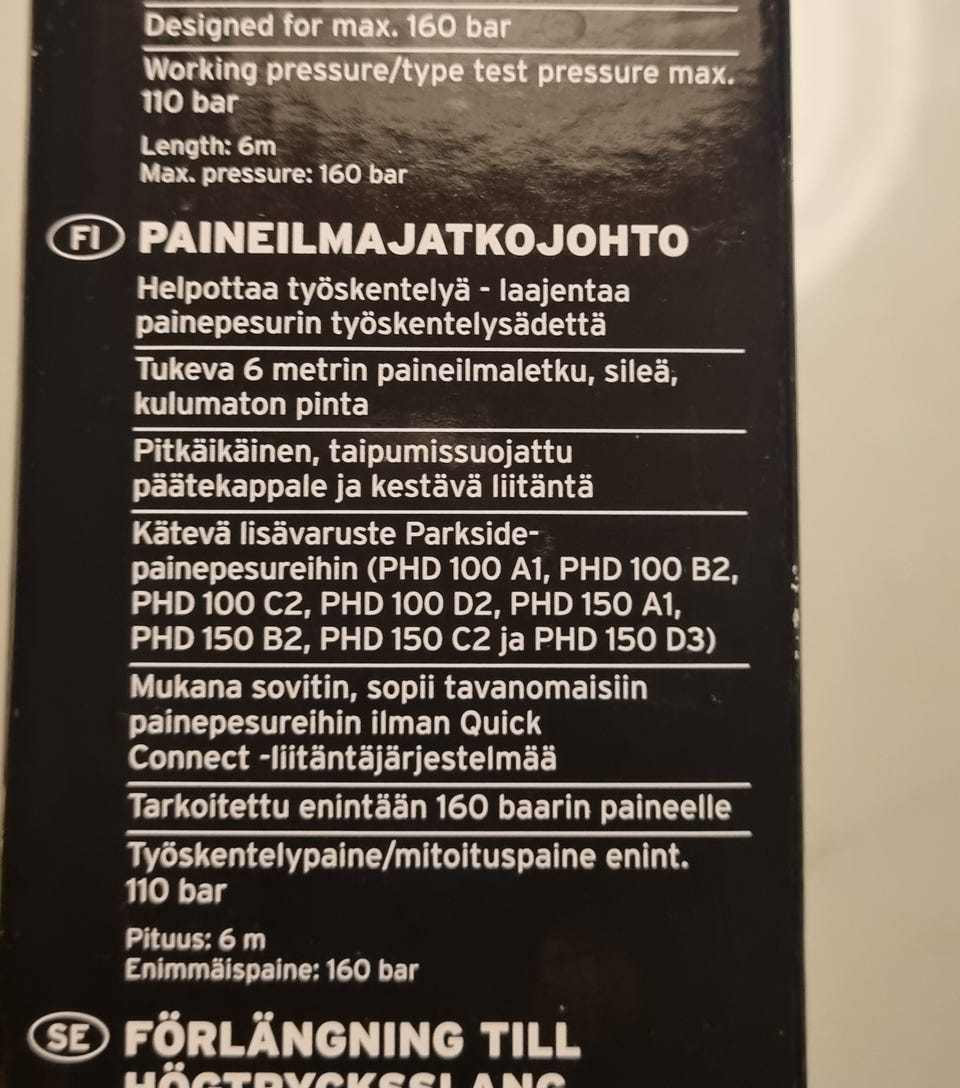 Designed for max. 160 bar
Working pressure/type test pressure max.
110 bar
Length: 6m
Max. pressure: 160 bar
FI PAINEILMAJATKOJOHTO
Helpottaa työskentelyä - laajentaa
painepesurin työskentelysädettä
Tukeva 6 metrin paineilmaletku, sileä,
kulumaton pinta
Pitkäikäinen, taipumissuojattu
päätekappale ja kestävä liitäntä
Kätevä lisävaruste Parkside-
painepesureihin (PHD 100 A1, PHD 100 B2,
PHD 100 C2, PHD 100 D2, PHD 150 A1,
PHD 150 B2, PHD 150 C2 ja PHD 150 D3)
Mukana sovitin, sopii tavanomaisiin
painepesureihin ilman Quick
Connect -liitäntäjärjestelmää
Tarkoitettu enintään 160 baarin paineelle
Työskentelypaine/mitoituspaine enint.
110 bar
Pituus: 6 m
Enimmäispaine: 160 bar
SE FÖRLÄNGNING TILL
HÖGTRYCKSSLANG